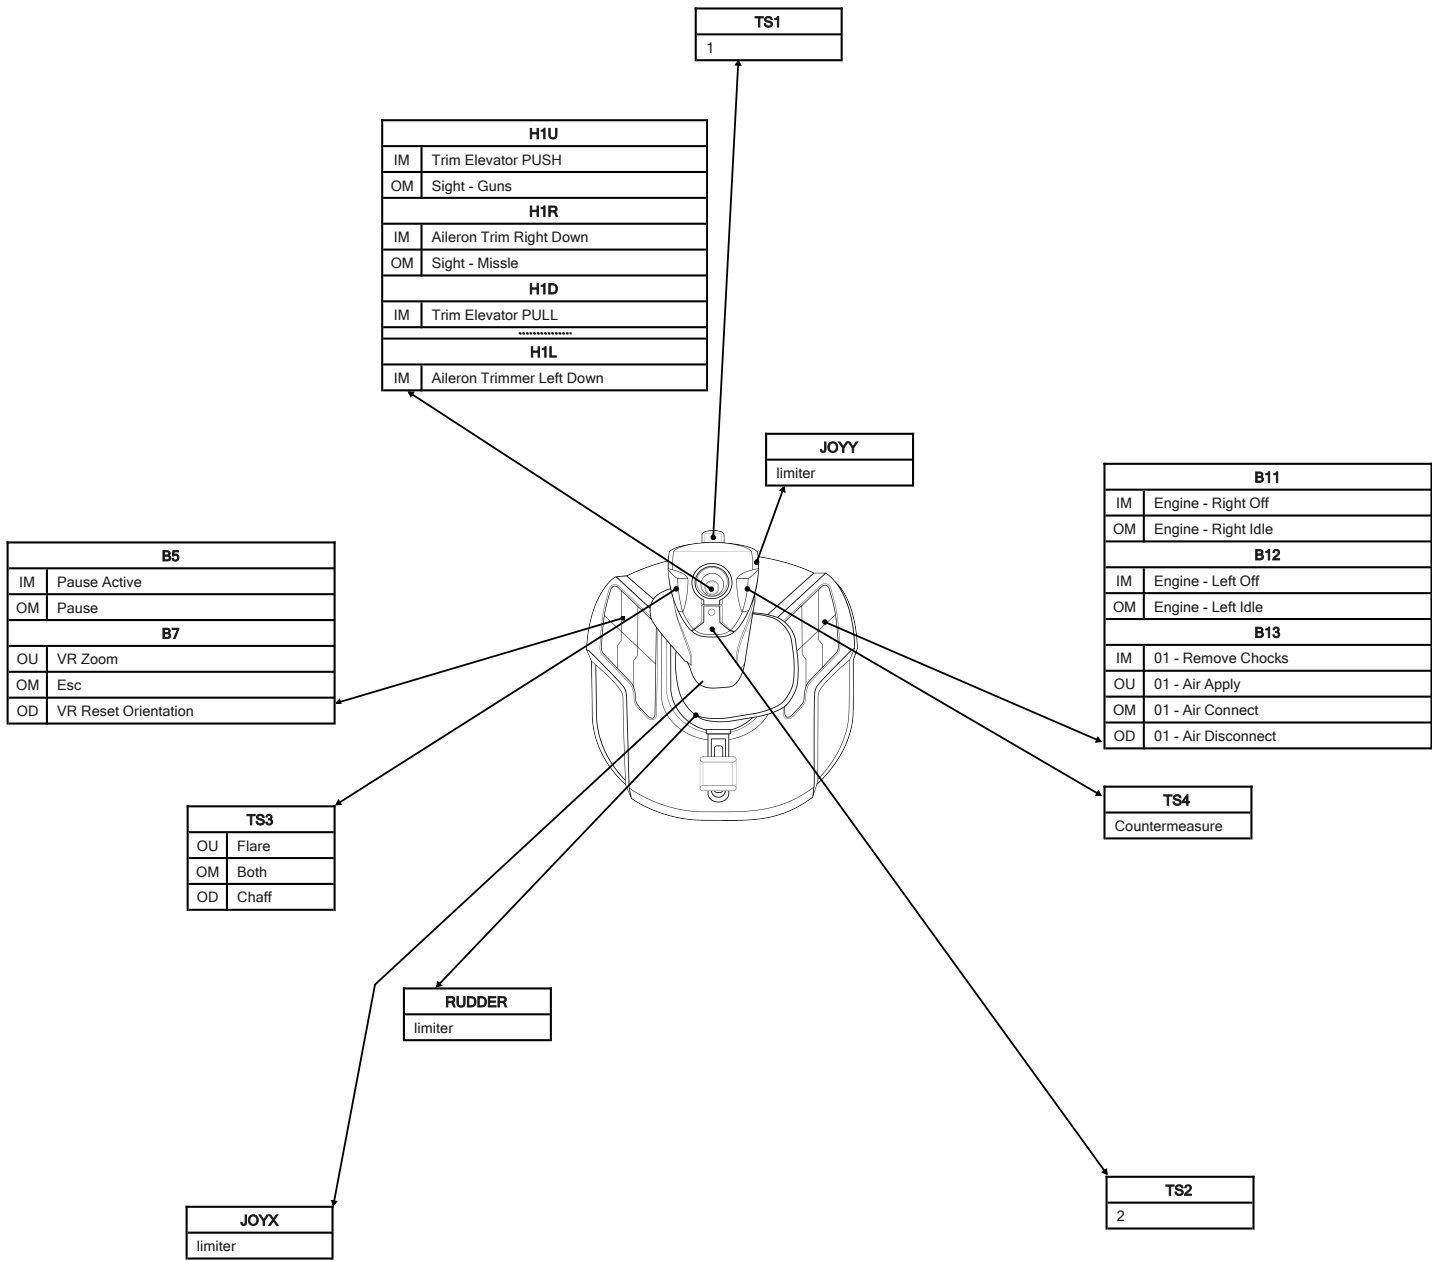 TS1
1
H1U
IM Trim Elevator PUSH
OM Sight - Guns
H1R
IM Aileron Trim Right Down
OM Sight - Missle
H1D
IM Trim Elevator PULL
H1L
IM Aileron Trimmer Left Down
JOYY
limiter
B11
IM Engine - Right Off
OM Engine - Right Idle
B12
IM Engine - Left Off
OM Engine - Left Idle
B13
IM 01 - Remove Chocks
OU 01 - Air Apply
OM 01 - Air Connect
OD 01 - Air Disconnect
B5
IM Pause Active
OM Pause
B7
OU VR Zoom
OM Esc
OD VR Reset Orientation
TS4
Countermeasure
TS3
OU Flare
OM Both
OD Chaff
RUDDER
limiter
TS2
2
JOYX
limiter